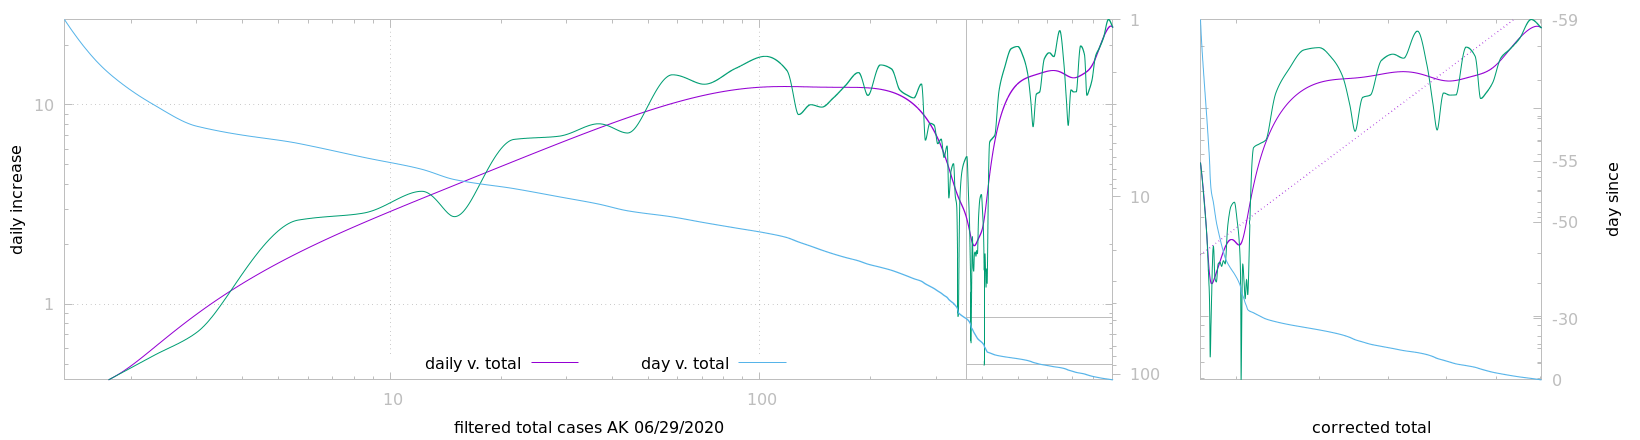 10
1
daily increase
daily v. total
day v. total
10
100
filtered total cases AK 06/29/2020
1
10
100
-59
-55
-50
-30
0
day since
corrected total